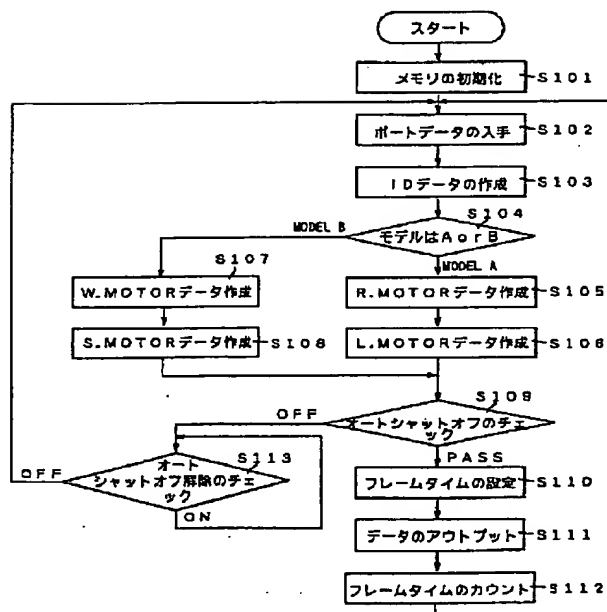 スタート
メモリの初期化 S101
ポートデータの入手 S102
IDデータの作成 S103
S104
モデルはAorB
MODEL B
MODEL A
S107
W.MOTORデータ作成
R.MOTORデータ作成 S105
S.MOTORデータ作成 S108
L.MOTORデータ作成 S106
S109
オートシャットオフのチェ
ック
OFF
PASS
S113
オート
シャットオフ解除のチェ
ック
OFF
ON
フレームタイムの設定 S110
データのアウトプット S111
フレームタイムのカウント S112